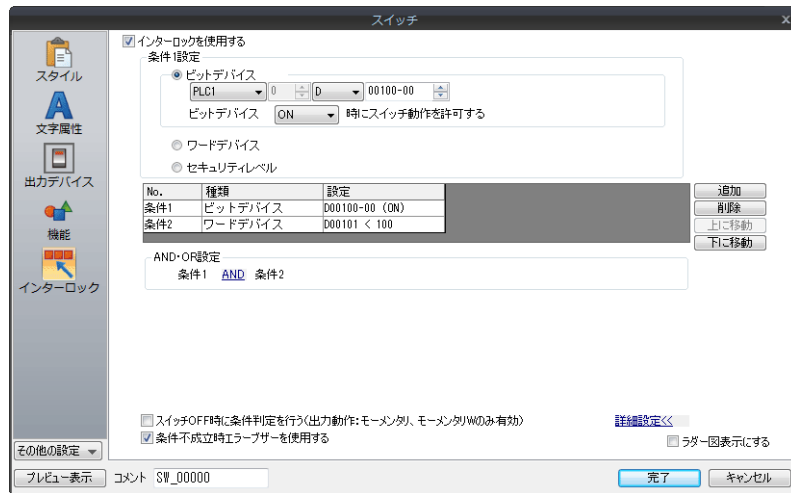 スイッチ
x
スタイル
文字属性
出力デバイス
機能
インターロック
その他の設定
インターロックを使用する
条件1設定
ビットデバイス
PLC1 0 D 00100-00
ビットデバイス ON 時にスイッチ動作を許可する
ワードデバイス
セキュリティレベル
No. 種類 設定
条件1 ビットデバイス D00100-00 (ON)
条件2 ワードデバイス D00101 < 100
追加
削除
上に移動
下に移動
AND・OR設定
条件1 AND 条件2
スイッチOFF時に条件判定を行う(出力動作:モーメンタリ、モーメンタリWのみ有効)
詳細設定<<
条件不成立時エラーブザーを使用する
ラダー図表示にする
プレビュー表示 コメント SW_00000 完了 キャンセル